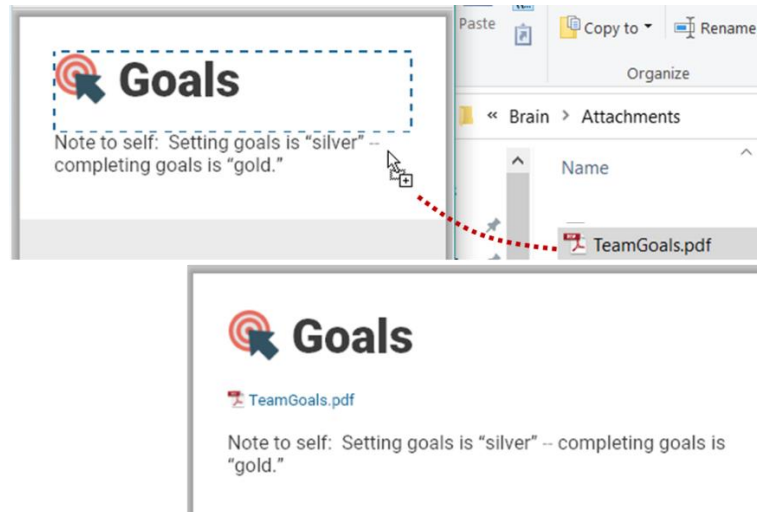 Goals
Note to self:  Setting goals is “silver” --
completing goals is “gold.”
Paste
Copy to
Rename
Organize
« Brain > Attachments
Name
TeamGoals.pdf
Goals
TeamGoals.pdf
Note to self:  Setting goals is “silver” -- completing goals is
“gold.”